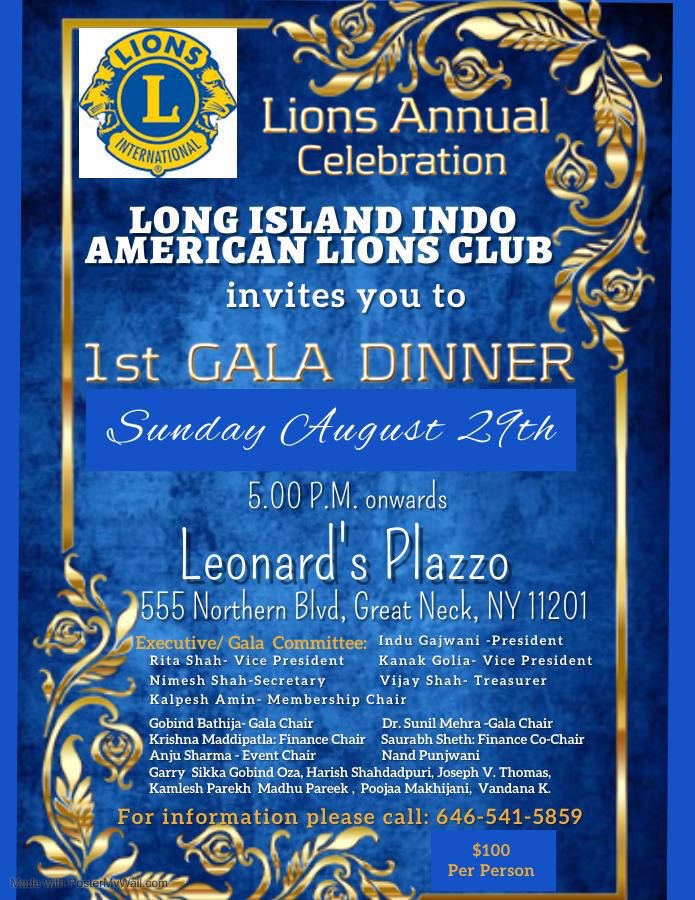 LIONS
L
INTERNATIONAL
®
Lions Annual
Celebration
LONG ISLAND INDO
AMERICAN LIONS CLUB
invites you to
1st GALA DINNER
Sunday August 29th
5.00 P.M. onwards
Leonard's Plazzo
555 Northern Blvd, Great Neck, NY 11201
Executive/ Gala Committee: Indu Gajwani -President
Rita Shah- Vice President Kanak Golia- Vice President
Nimesh Shah-Secretary Vijay Shah- Treasurer
Kalpesh Amin- Membership Chair
Gobind Bathija- Gala Chair Dr. Sunil Mehra -Gala Chair
Krishna Maddipatla: Finance Chair Saurabh Sheth: Finance Co-Chair
Anju Sharma - Event Chair Nand Punjwani
Garry Sikka Gobind Oza, Harish Shahdadpuri, Joseph V. Thomas,
Kamlesh Parekh Madhu Pareek , Poojaa Makhijani, Vandana K.
For information please call: 646-541-5859
$100
Per Person
Made with PosterMyWall.com